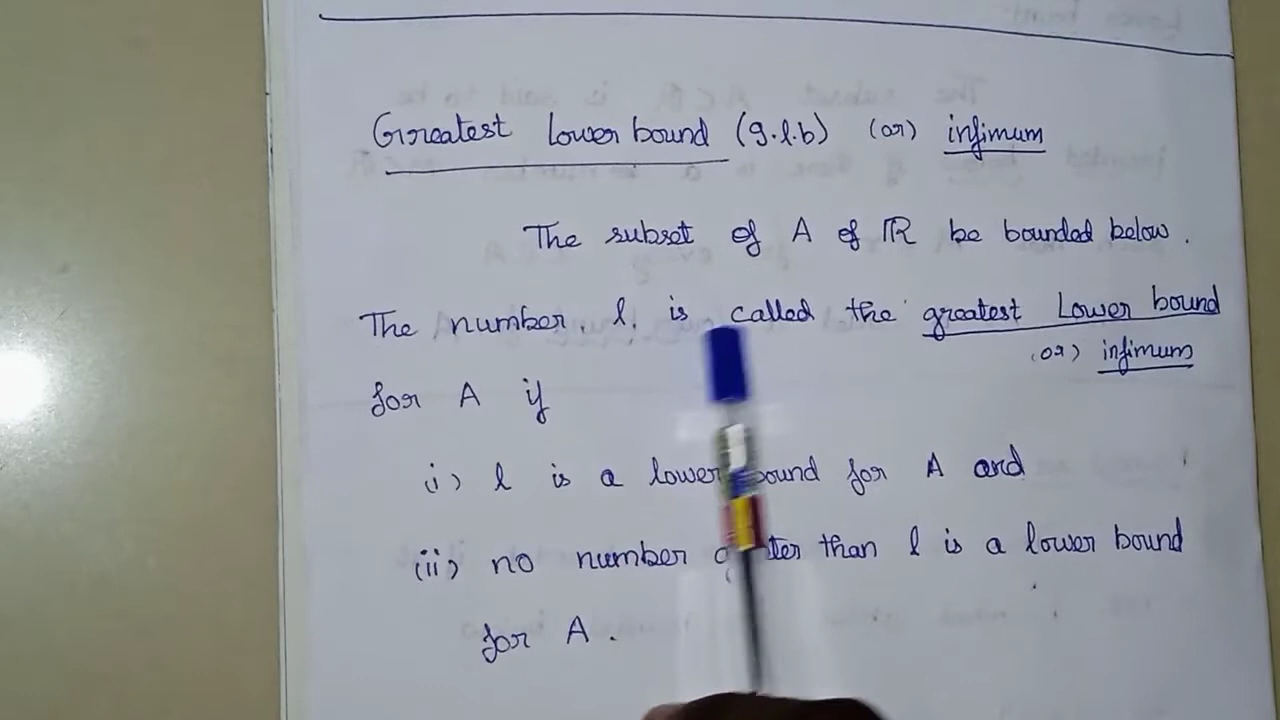 Greatest Lower bound (g.l.b) (or) infimum
The subset of A of ℝ be bounded below.
The number l is called the greatest Lower bound
(or) infimum
for A if
(i) l is a lower bound for A and
(ii) no number than l is a lower bound
for A.